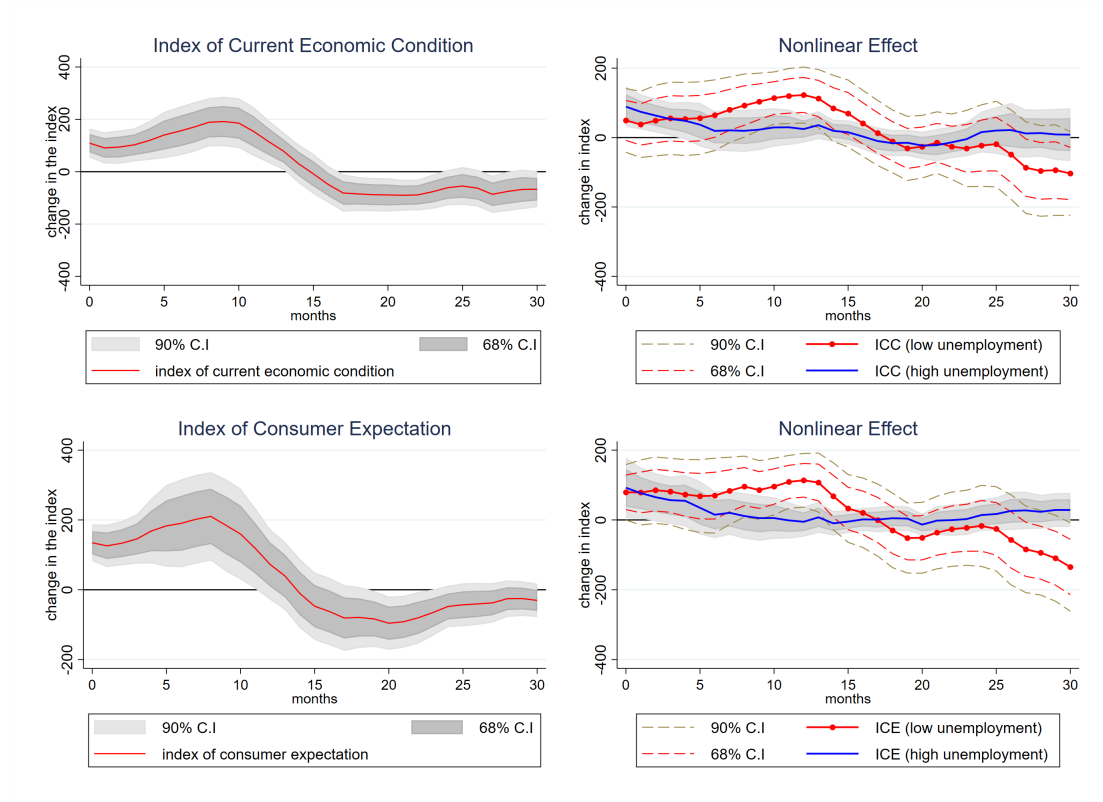 Index of Current Economic Condition
change in the index
400
200
0
-200
-400
0 5 10 15 20 25 30
months
90% C.I 68% C.I
index of current economic condition
Nonlinear Effect
change in index
200
0
-200
-400
0 5 10 15 20 25 30
months
90% C.I ICC (low unemployment)
68% C.I ICC (high unemployment)
Index of Consumer Expectation
change in the index
400
200
0
-200
0 5 10 15 20 25 30
months
90% C.I 68% C.I
index of consumer expectation
Nonlinear Effect
change in index
200
0
-200
-400
0 5 10 15 20 25 30
months
90% C.I ICE (low unemployment)
68% C.I ICE (high unemployment)